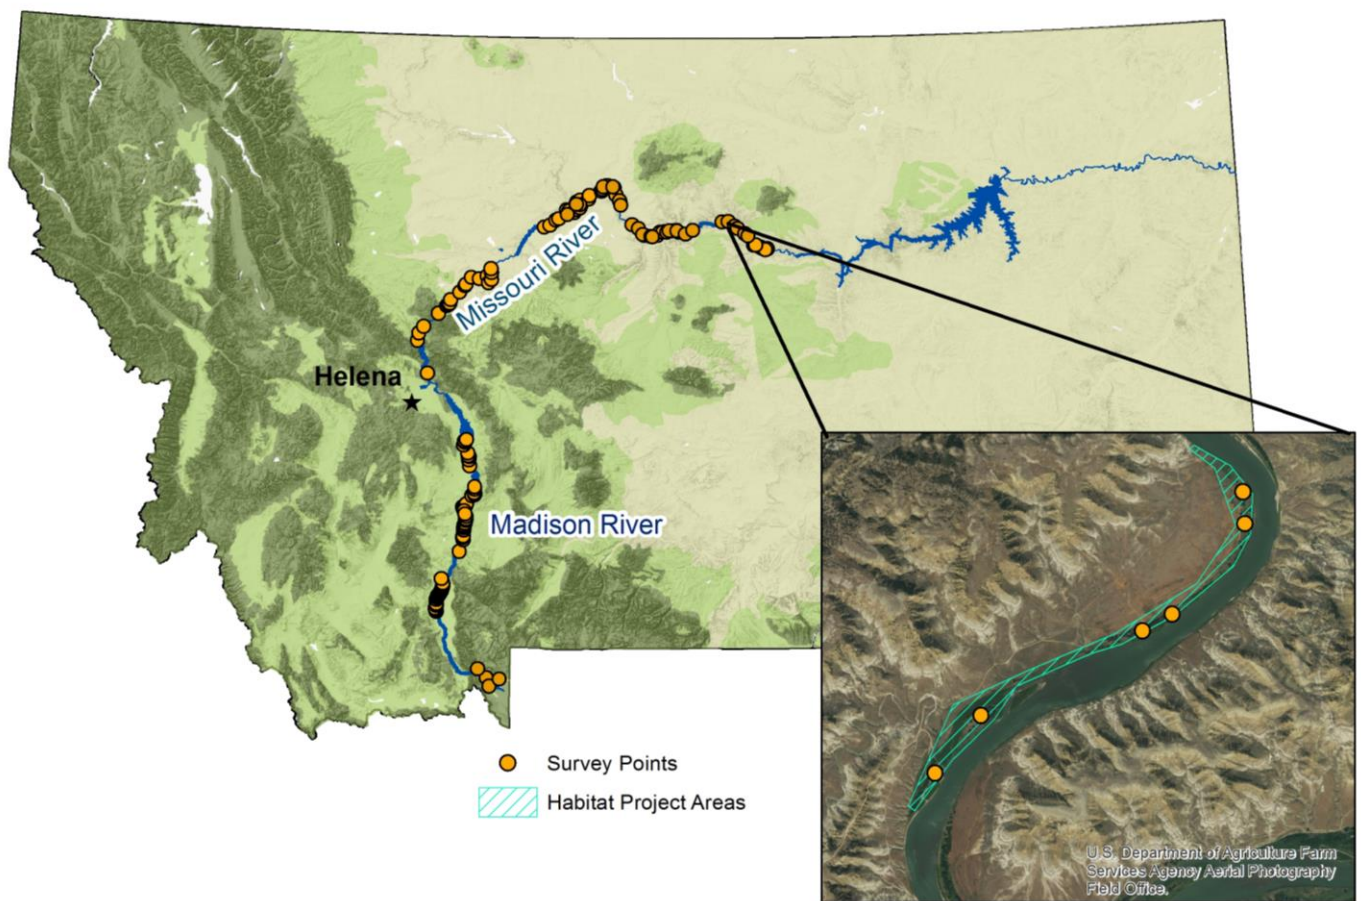 Missouri River
Helena
Madison River
Survey Points
Habitat Project Areas
U.S. Department of Agriculture Farm
Services Agency Aerial Photography
Field Office.